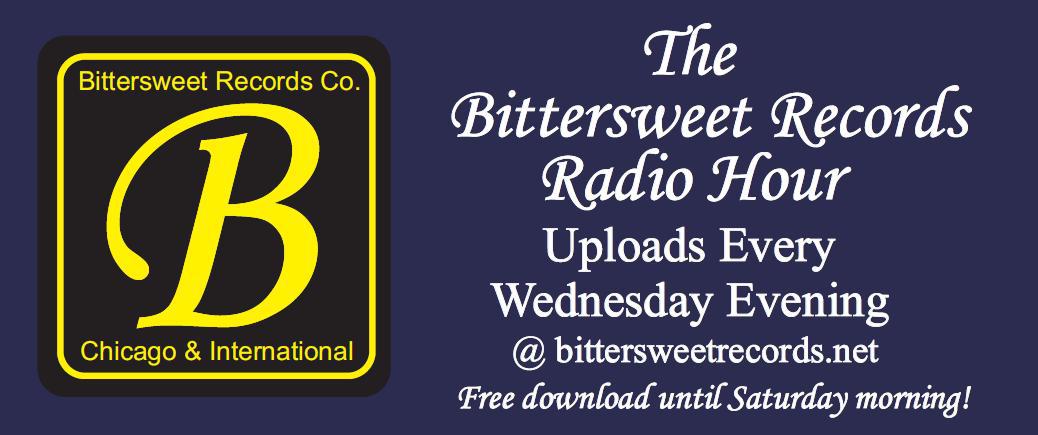 Bittersweet Records Co.
B
Chicago & International
The
Bittersweet Records
Radio Hour
Uploads Every
Wednesday Evening
@ bittersweetrecords.net
Free download until Saturday morning!